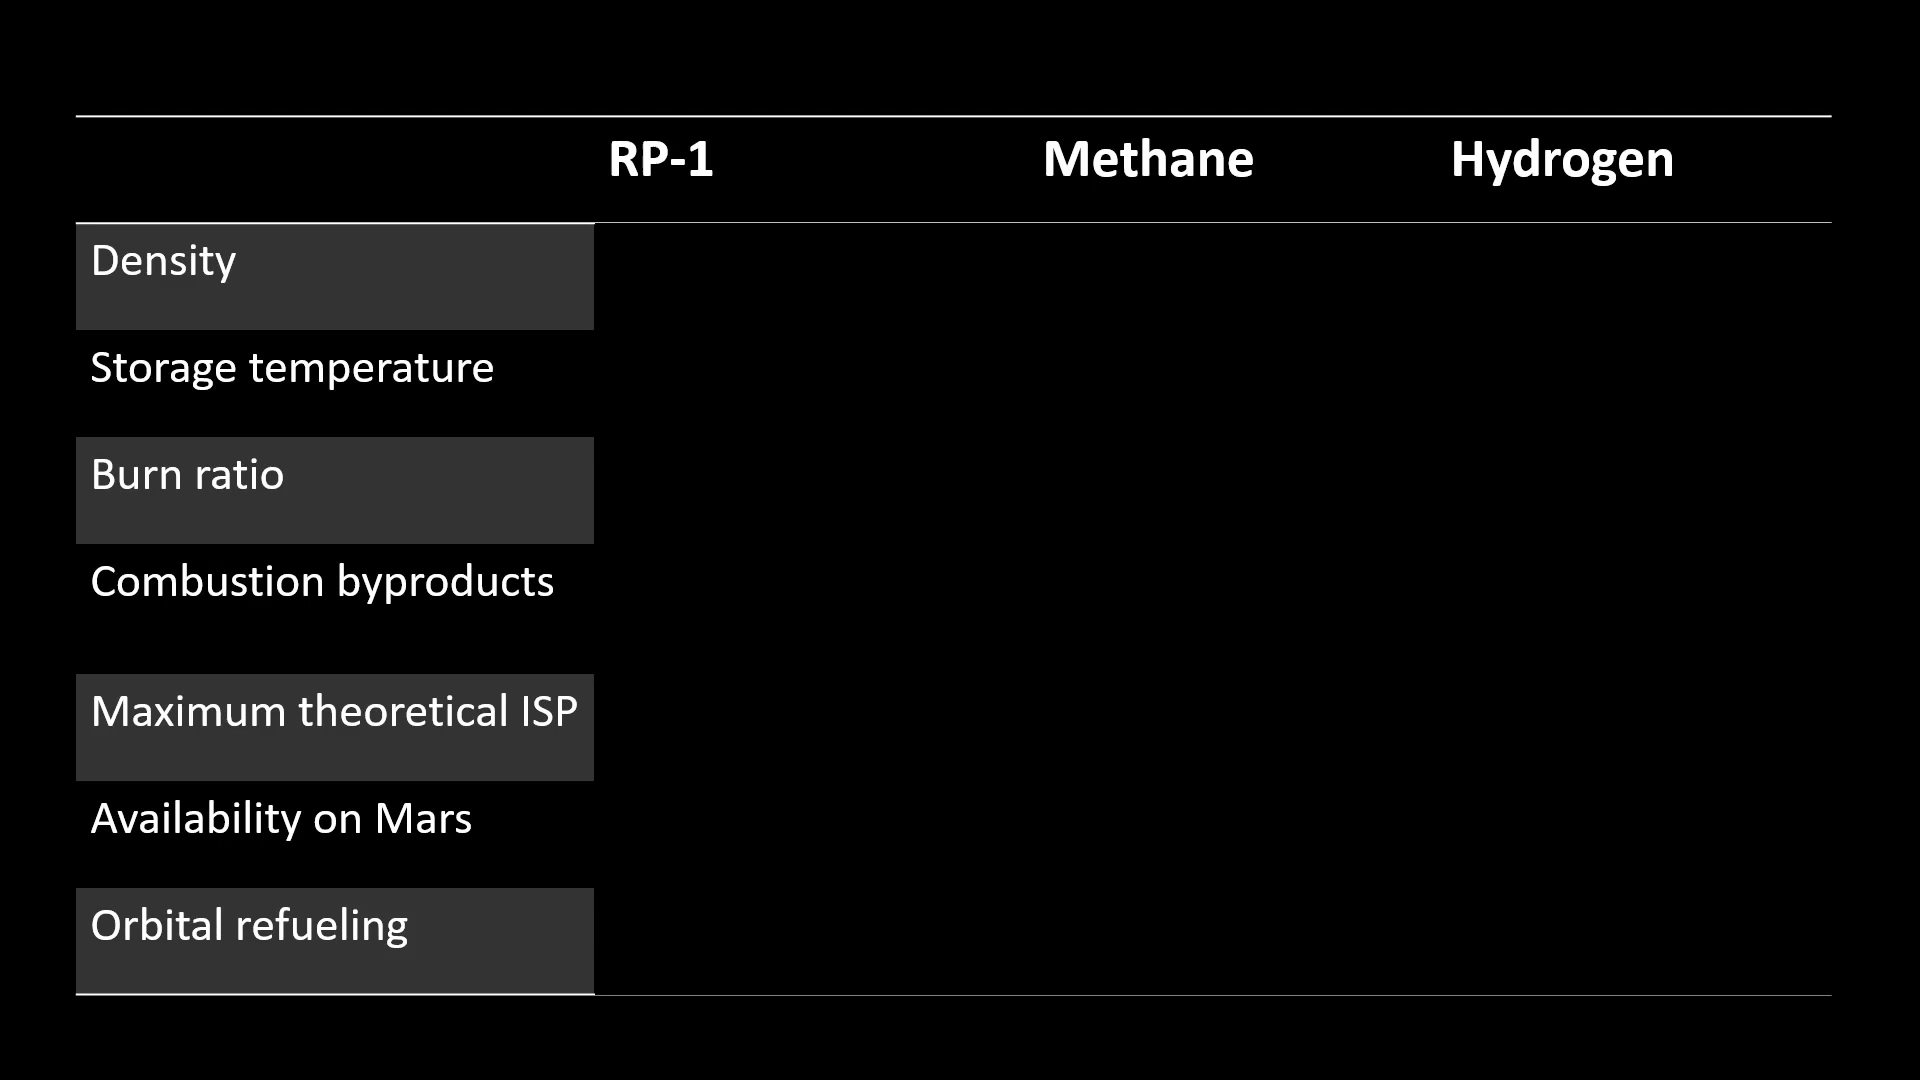 RP-1 Methane Hydrogen
Density
Storage temperature
Burn ratio
Combustion byproducts
Maximum theoretical ISP
Availability on Mars
Orbital refueling